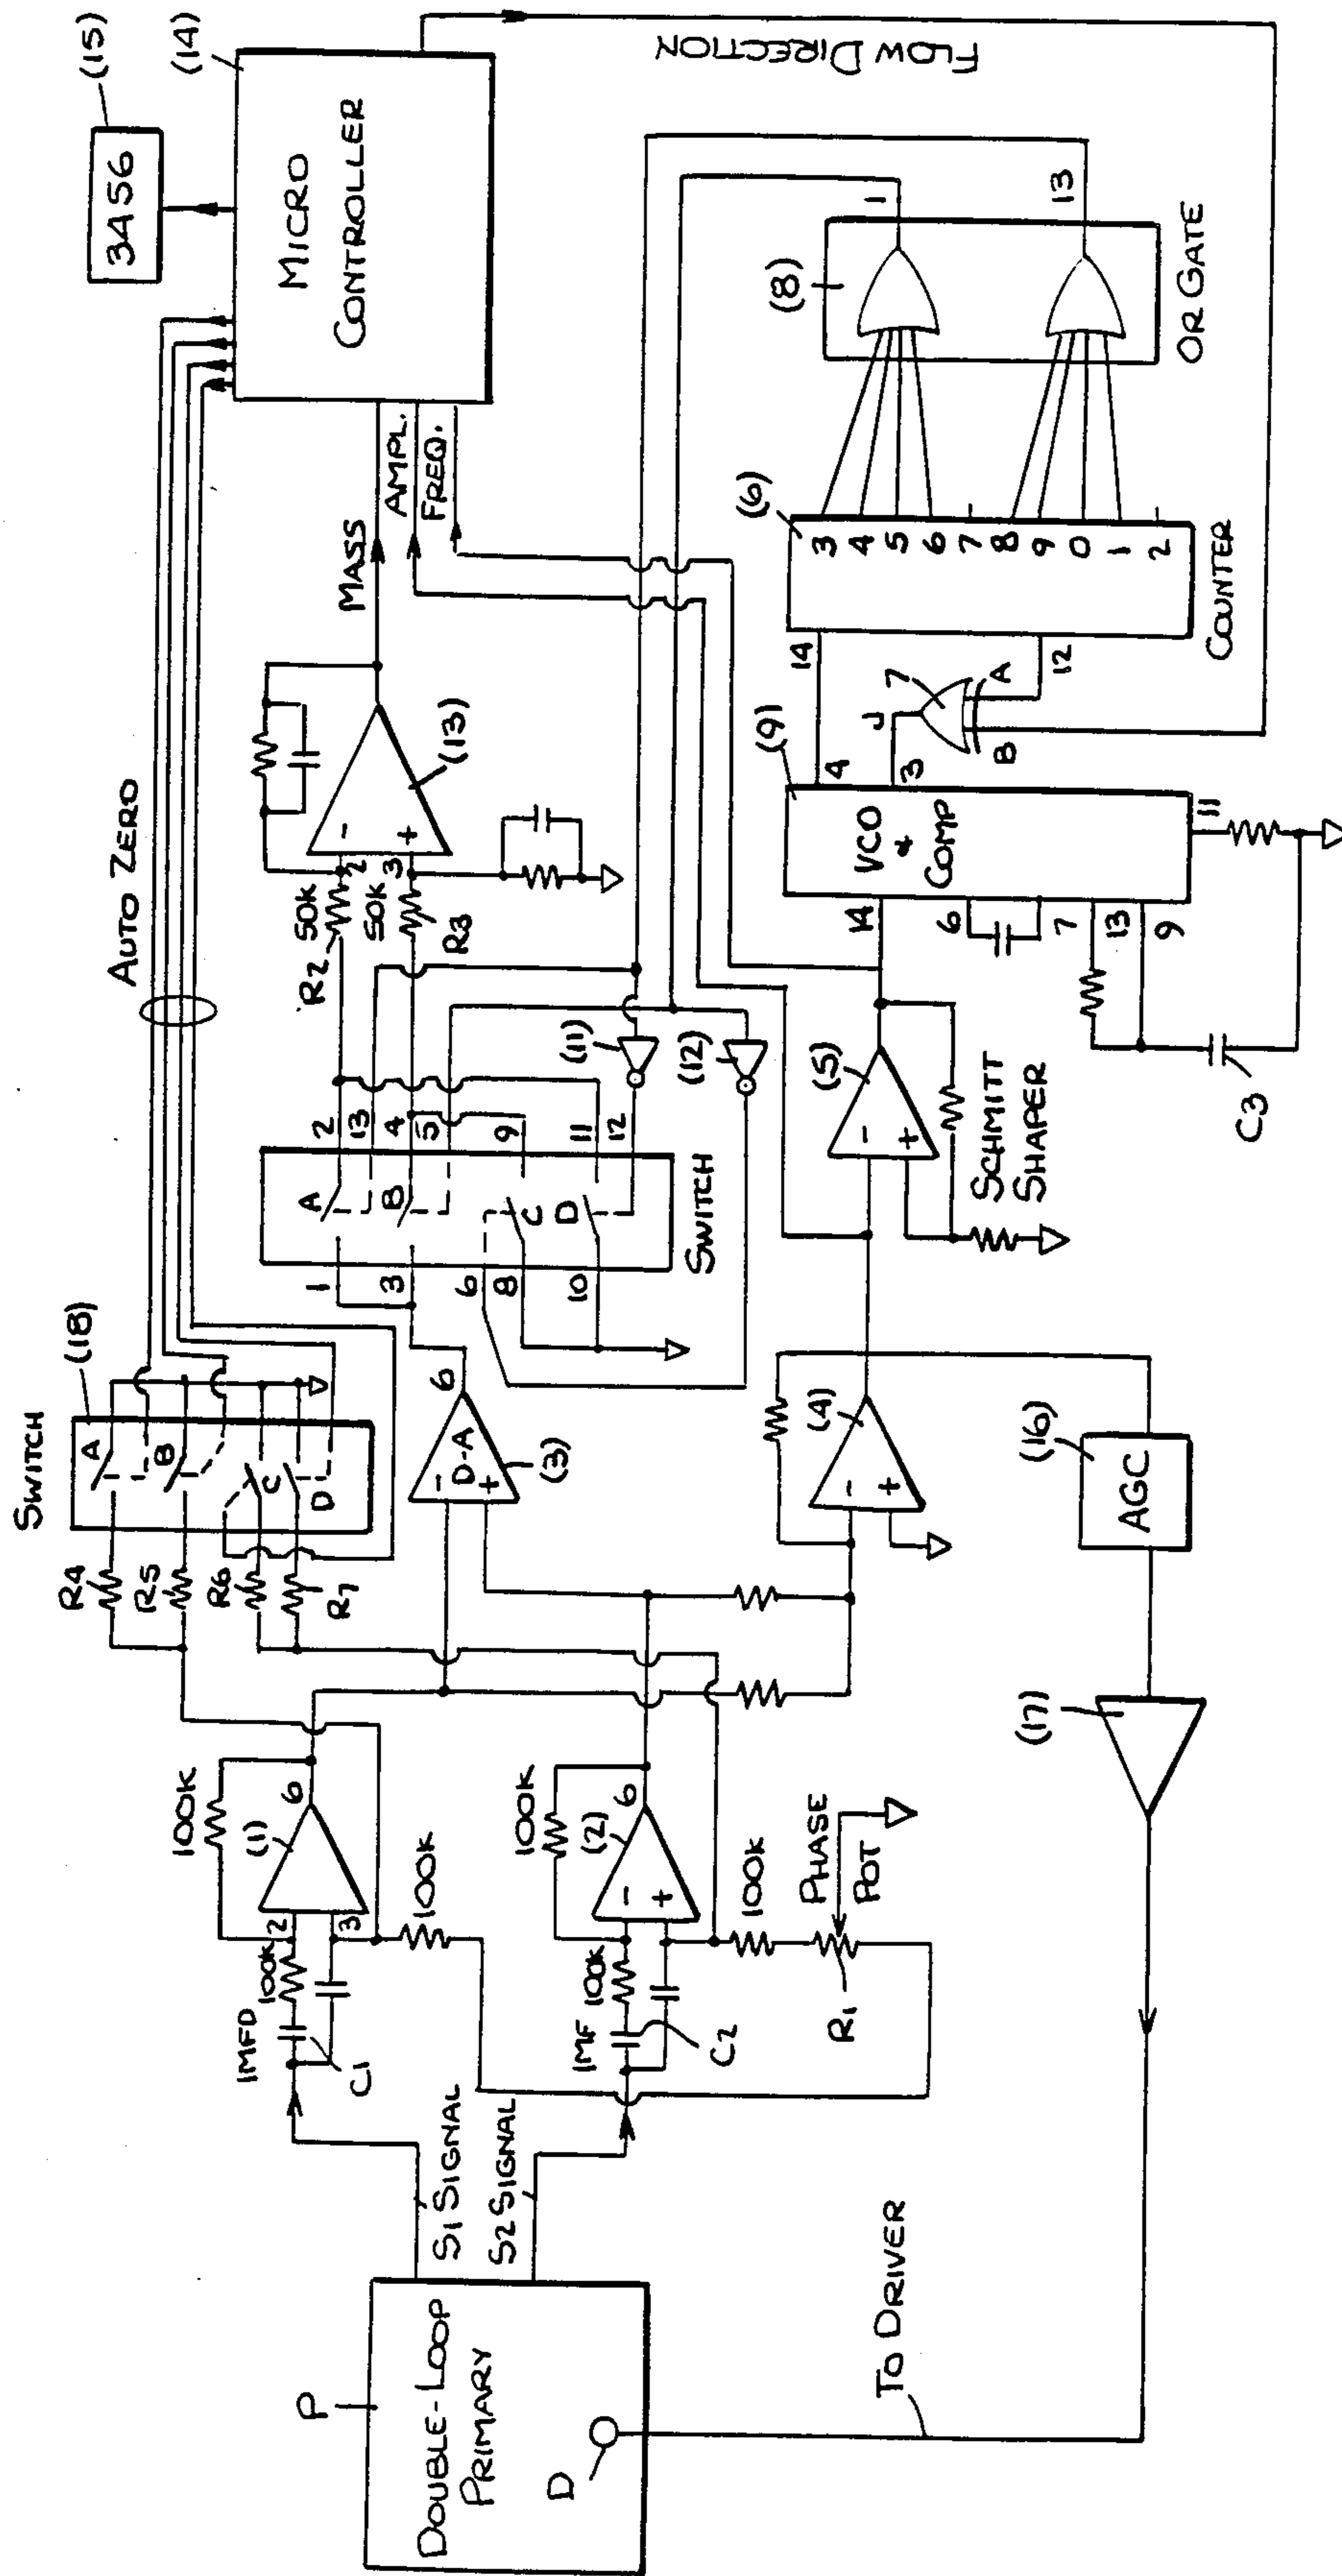 (15)
3456
(14)
MICRO
CONTROLLER
FLOW DIRECTION
AUTO ZERO
MASS
AMPL.
FREQ.
(13)
-
+
2
3
50K
50K
R2
R3
SWITCH
(18)
A
B
C
D
R4
R5
R6
R7
2
13
4
5
9
11
12
A
B
C
D
1
3
6
8
10
SWITCH
(11)
(12)
6
-
D-A
+
(3)
100K
(1)
6
2
3
100K
1MFD
C1
100K
100K
(2)
6
-
+
1MF
100K
C2
100K
PHASE
POT
R1
S1 SIGNAL
S2 SIGNAL
P
DOUBLE-LOOP
PRIMARY
D
TO DRIVER
(17)
(16)
AGC
(4)
-
+
(5)
-
+
SCHMITT
SHAPER
(9)
VCO
&
COMP
14
6
7
13
9
11
4
3
C3
J
7
A
B
14
12
(6)
3
4
5
6
7
8
9
0
1
2
COUNTER
(8)
1
13
OR GATE